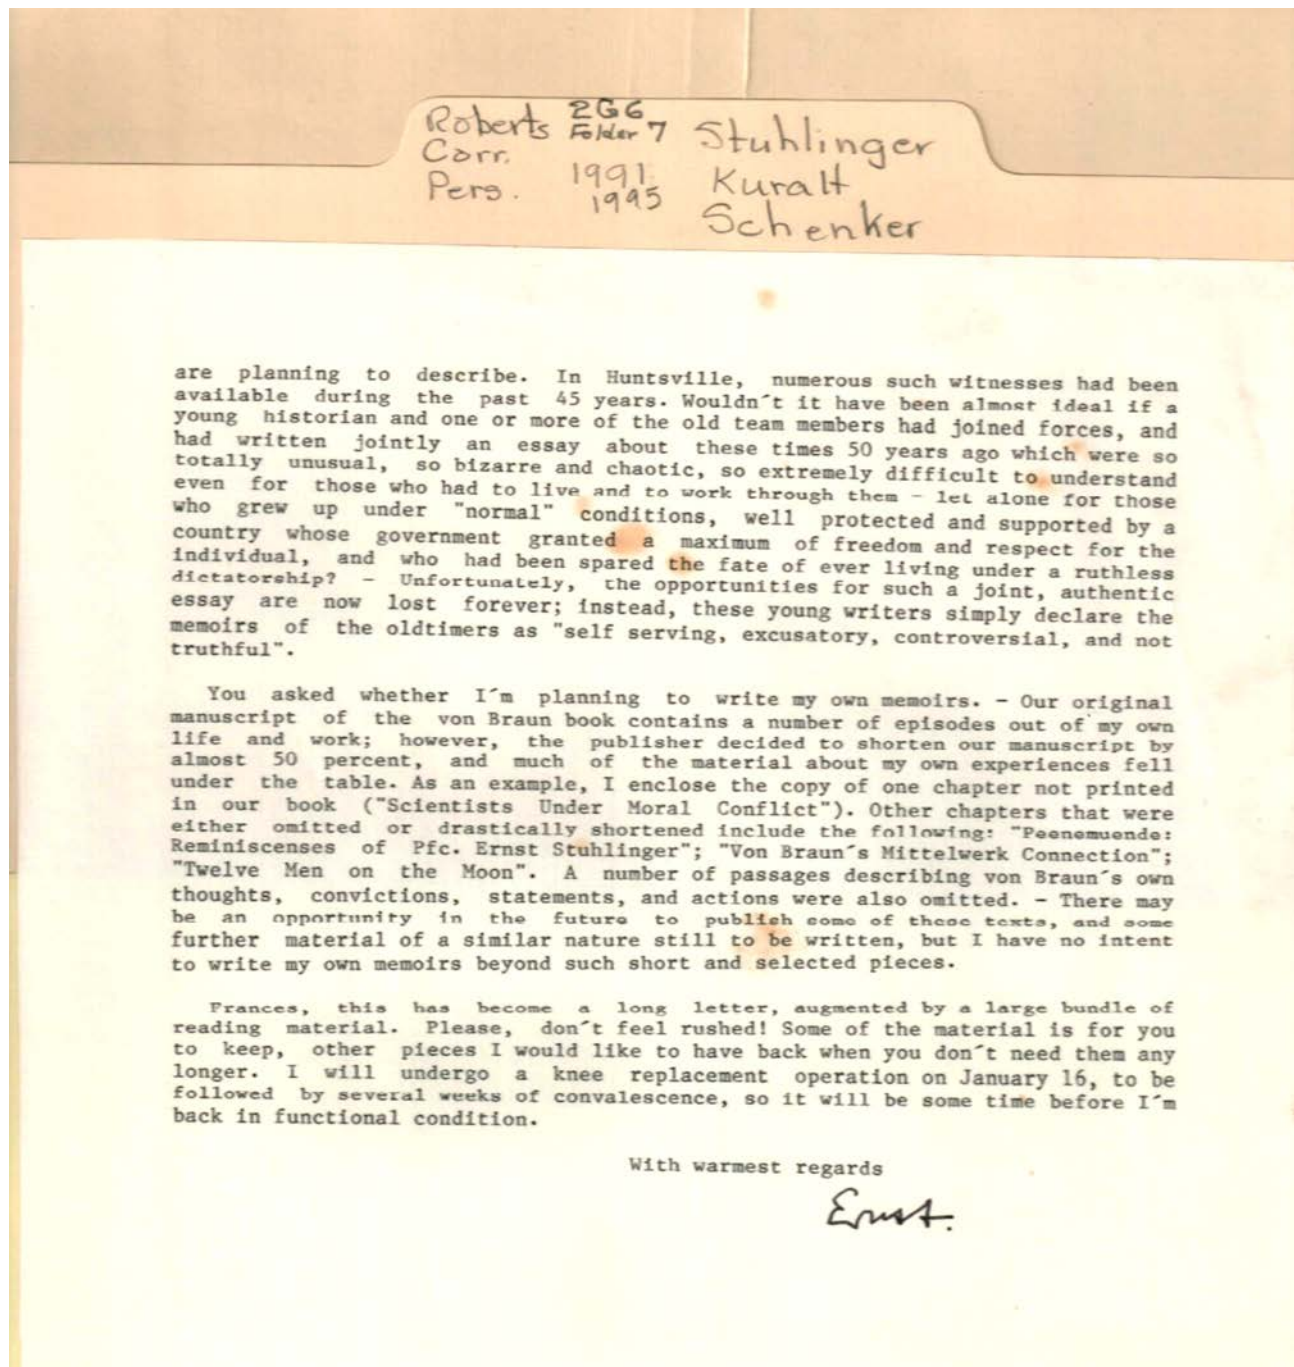 Roberts 2G6 Folder 7 Stuhlinger
Corr. 1991 Kuralt
Pers. 1995 Schenker
are planning to describe. In Huntsville, numerous such witnesses had been
available during the past 45 years. Wouldn´t it have been almost ideal if a
young historian and one or more of the old team members had joined forces, and
had written jointly an essay about these times 50 years ago which were so
totally unusual, so bizarre and chaotic, so extremely difficult to understand
even for those who had to live and to work through them - let alone for those
who grew up under "normal" conditions, well protected and supported by a
country whose government granted a maximum of freedom and respect for the
individual, and who had been spared the fate of ever living under a ruthless
dictatorship? - Unfortunately, the opportunities for such a joint, authentic
essay are now lost forever; instead, these young writers simply declare the
memoirs of the oldtimers as "self serving, excusatory, controversial, and not
truthful".
You asked whether I´m planning to write my own memoirs. - Our original
manuscript of the von Braun book contains a number of episodes out of my own
life and work; however, the publisher decided to shorten our manuscript by
almost 50 percent, and much of the material about my own experiences fell
under the table. As an example, I enclose the copy of one chapter not printed
in our book ("Scientists Under Moral Conflict"). Other chapters that were
either omitted or drastically shortened include the following: "Peenemuende:
Reminiscenses of Pfc. Ernst Stuhlinger"; "Von Braun´s Mittelwerk Connection";
"Twelve Men on the Moon". A number of passages describing von Braun´s own
thoughts, convictions, statements, and actions were also omitted. - There may
be an opportunity in the future to publish some of these texts, and some
further material of a similar nature still to be written, but I have no intent
to write my own memoirs beyond such short and selected pieces.
Frances, this has become a long letter, augmented by a large bundle of
reading material. Please, don´t feel rushed! Some of the material is for you
to keep, other pieces I would like to have back when you don´t need them any
longer. I will undergo a knee replacement operation on January 16, to be
followed by several weeks of convalescence, so it will be some time before I´m
back in functional condition.
With warmest regards
Ernst.